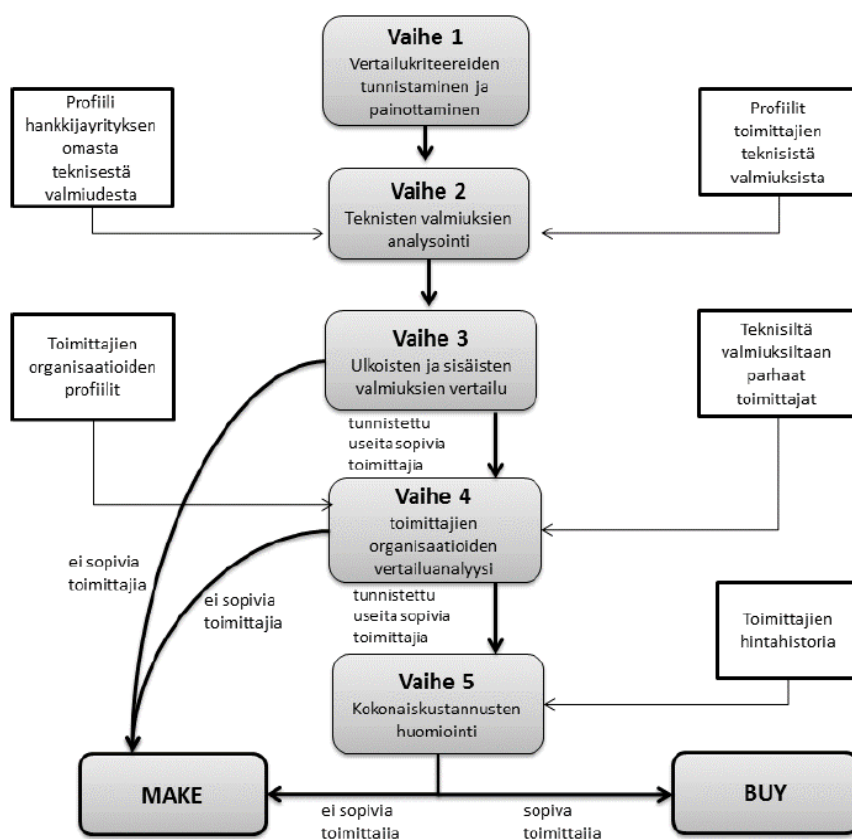 Vaihe 1
Vertailukriteereiden
tunnistaminen ja
painottaminen
Profiili
hankkijayrityksen
omasta
teknisestä
valmiudesta
Profiilit
toimittajien
teknisistä
valmiuksista
Vaihe 2
Teknisten valmiuksien
analysointi
Toimittajien
organisaatioiden
profiilit
Vaihe 3
Ulkoisten ja sisäisten
valmiuksien vertailu
Teknisiltä
valmiuksiltaan
parhaat
toimittajat
tunnistettu
useita sopivia
toimittajia
Vaihe 4
toimittajien
organisaatioiden
vertailuanalyysi
ei sopivia
toimittajia
ei sopivia
toimittajia
tunnistettu
useita sopivia
toimittajia
Toimittajien
hintahistoria
Vaihe 5
Kokonaiskustannusten
huomiointi
MAKE
BUY
ei sopivia
toimittajia
sopiva
toimittajia